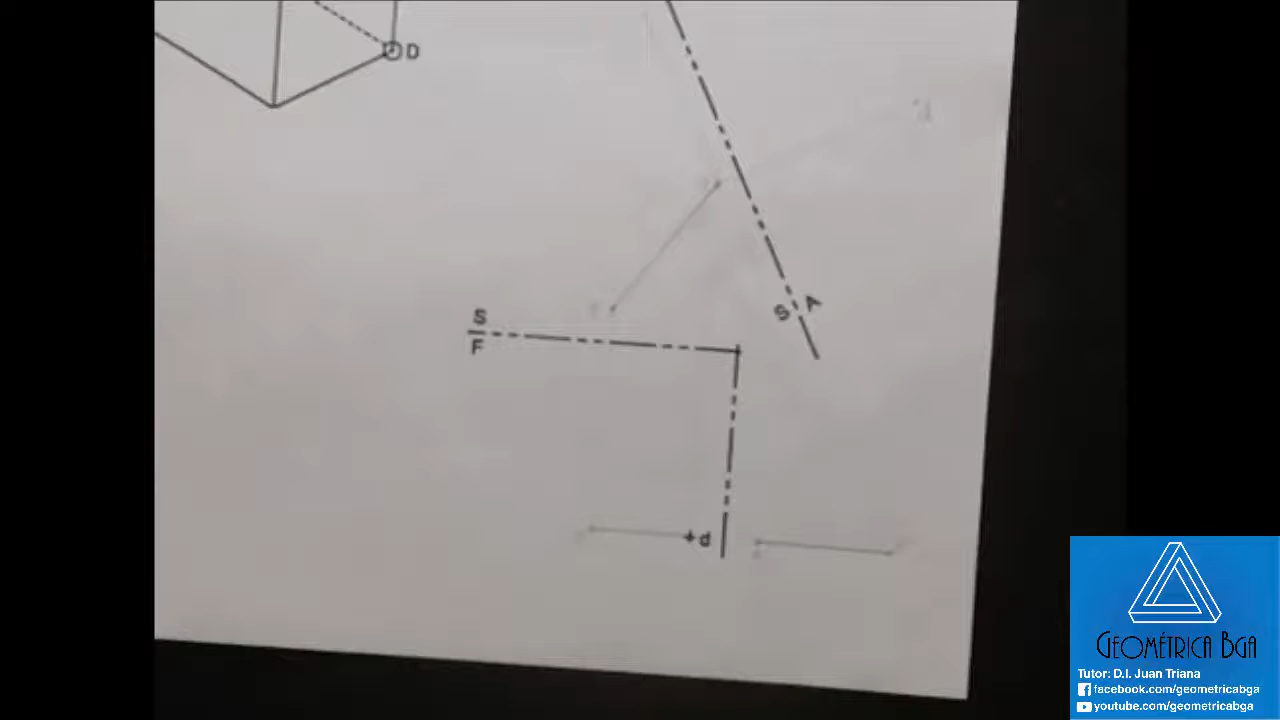 D
S
F
S A
d
GEOMÉTRICA BGA
Tutor: D.I. Juan Triana
facebook.com/geometricabga
youtube.com/geometricabga